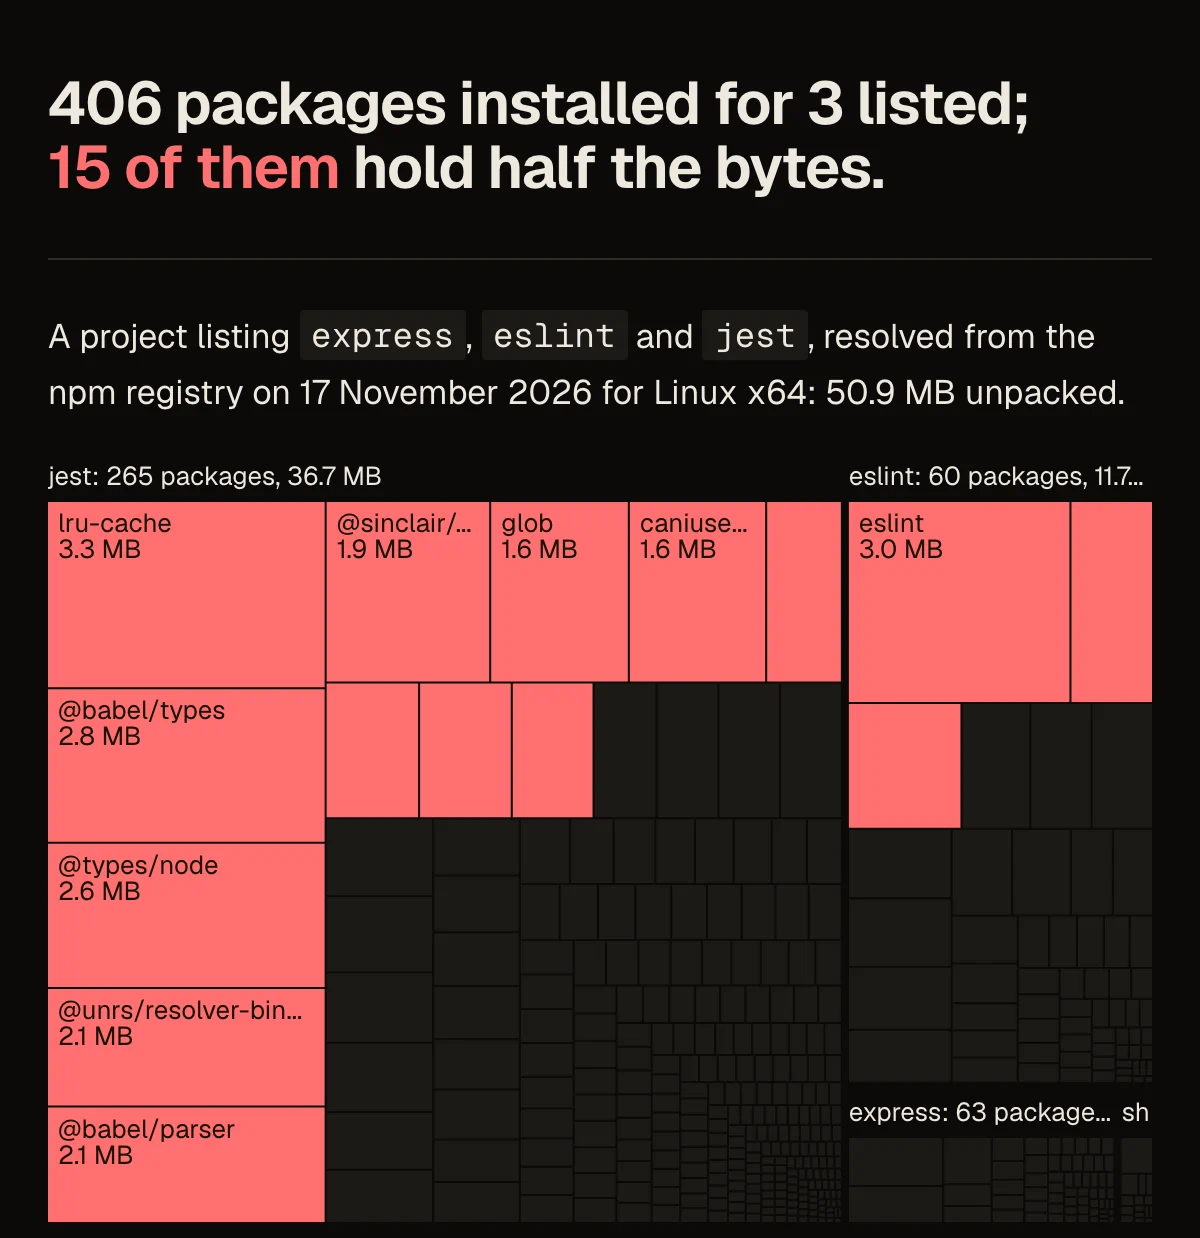 406 packages installed for 3 listed;
15 of them hold half the bytes.
A project listing express, eslint and jest, resolved from the
npm registry on 17 November 2026 for Linux x64: 50.9 MB unpacked.
jest: 265 packages, 36.7 MB
eslint: 60 packages, 11.7...
lru-cache
3.3 MB
@sinclair/...
1.9 MB
glob
1.6 MB
caniuse...
1.6 MB
eslint
3.0 MB
@babel/types
2.8 MB
@types/node
2.6 MB
@unrs/resolver-bin...
2.1 MB
@babel/parser
2.1 MB
express: 63 package...
sh